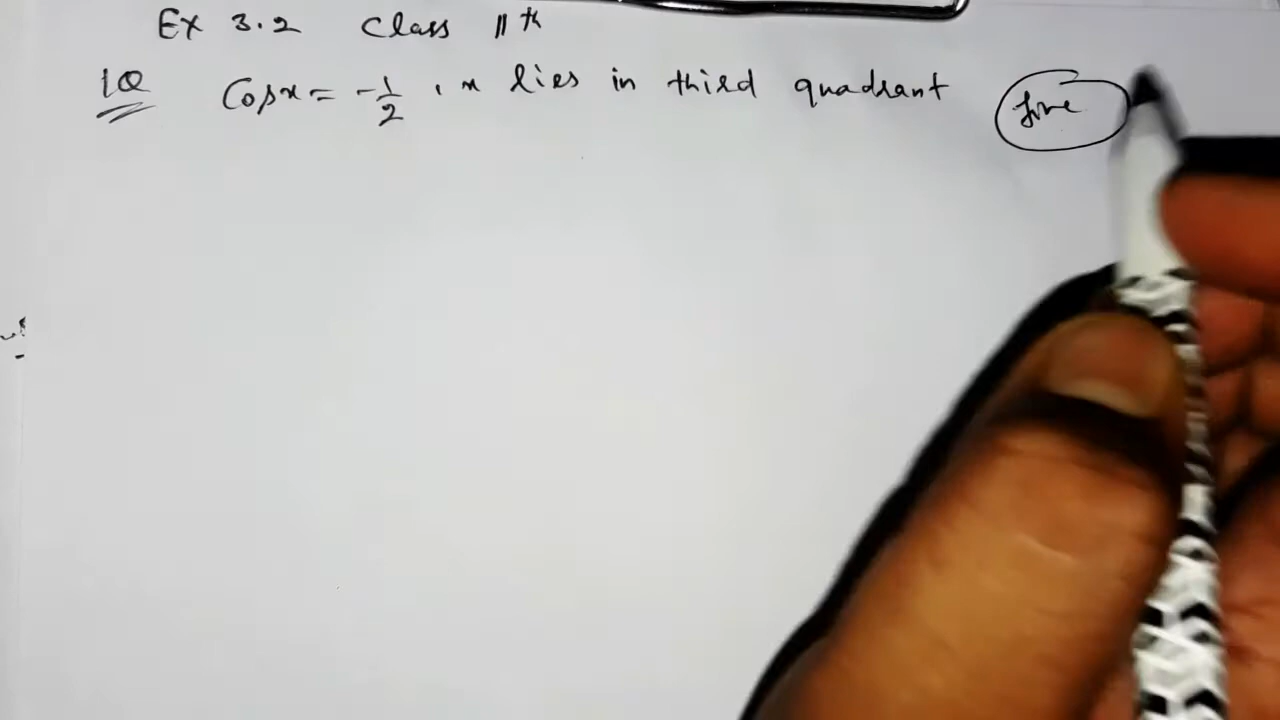 Ex 3.2 Class 11th
1Q Cosx = -1/2 , x lies in third quadrant